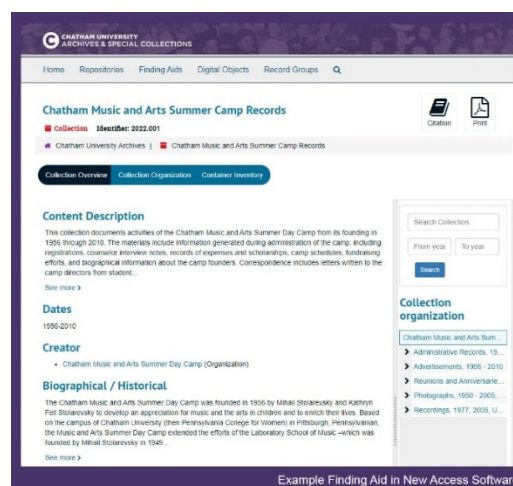 CHATHAM UNIVERSITY
ARCHIVES & SPECIAL COLLECTIONS
Home Repositories Finding Aids Digital Objects Record Groups
Chatham Music and Arts Summer Camp Records
Collection Identifier: 2022.001
Citation Print
Chatham University Archives | Chatham Music and Arts Summer Camp Records
Collection Overview Collection Organization Container Inventory
Content Description
This collection documents activities of the Chatham Music and Arts Summer Day Camp from its founding in
1956 through 2010. The materials include information generated during administration of the camp, including
registrations, counselor interview notes, records of expenses and scholarships, camp schedules, fundraising
efforts, and biographical information about the camp founders. Correspondence includes letters written to the
camp directors from student...
See more >
Dates
1956-2010
Creator
• Chatham Music and Arts Summer Day Camp (Organization)
Biographical / Historical
The Chatham Music and Arts Summer Day Camp was founded in 1956 by Mihail Stolarevsky and Kathryn
Fell Stolarevsky to develop an appreciation for music and the arts in children and to enrich their lives. Based
on the campus of Chatham University (then Pennsylvania College for Women) in Pittsburgh, Pennsylvanian,
the Music and Arts Summer Day Camp extended the efforts of the Laboratory School of Music –which was
founded by Mihail Stolarevsky in 1949...
See more >
Search Collection
From year To year
Search
Collection
organization
Chatham Music and Arts Sum...
Administrative Records, 19...
Advertisements, 1968 - 2010
Reunions and Anniversarie...
Photographs, 1950 - 2005, ...
Recordings, 1977, 2005, U...
Example Finding Aid in New Access Software